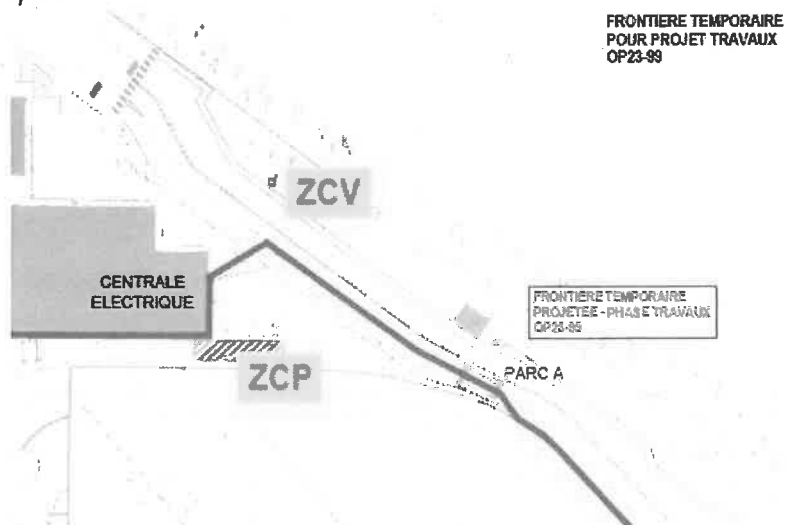 FRONTIERE TEMPORAIRE
POUR PROJET TRAVAUX
OP23-99
ZCV
CENTRALE
ELECTRIQUE
FRONTIERE TEMPORAIRE
PROJETEE - PHASE TRAVAUX
ZCP
PARC A